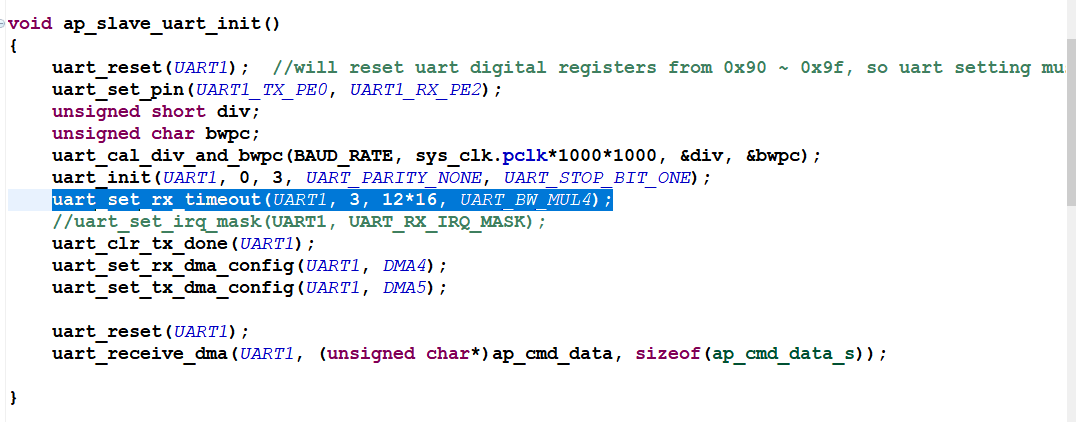 void ap_slave_uart_init()
{
uart_reset(UART1);  //will reset uart digital registers from 0x90 ~ 0x9f, so uart setting mu
uart_set_pin(UART1_TX_PE0, UART1_RX_PE2);
unsigned short div;
unsigned char bwpc;
uart_cal_div_and_bwpc(BAUD_RATE, sys_clk.pclk*1000*1000, &div, &bwpc);
uart_init(UART1, 0, 3, UART_PARITY_NONE, UART_STOP_BIT_ONE);
uart_set_rx_timeout(UART1, 3, 12*16, UART_BW_MUL4);
//uart_set_irq_mask(UART1, UART_RX_IRQ_MASK);
uart_clr_tx_done(UART1);
uart_set_rx_dma_config(UART1, DMA4);
uart_set_tx_dma_config(UART1, DMA5);
uart_reset(UART1);
uart_receive_dma(UART1, (unsigned char*)ap_cmd_data, sizeof(ap_cmd_data_s));
}